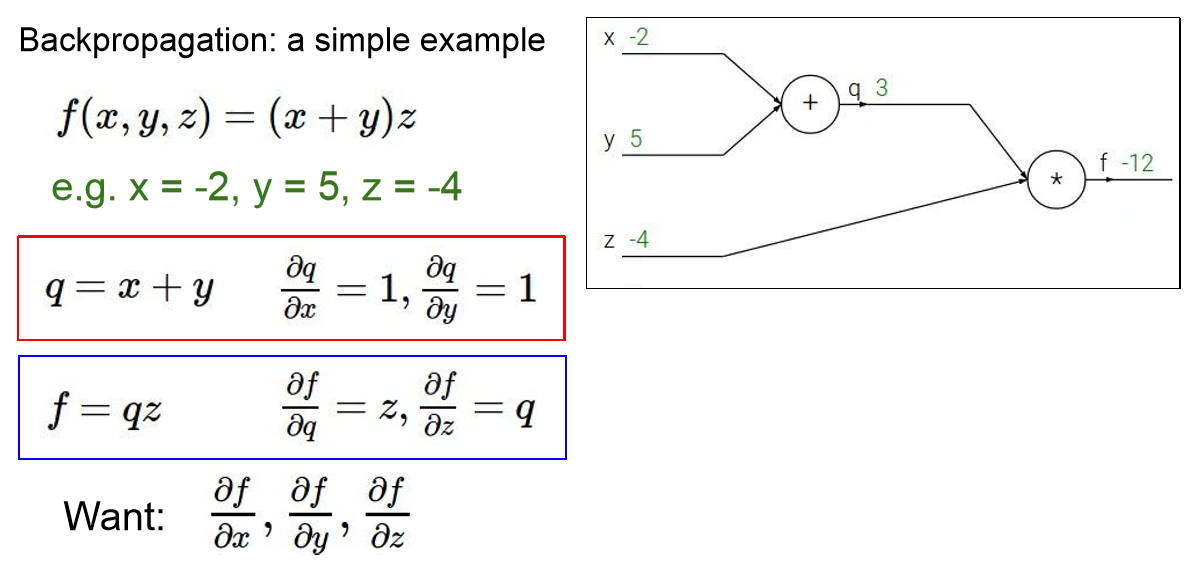 Backpropagation: a simple example
f(x, y, z) = (x + y)z
e.g. x = -2, y = 5, z = -4
q = x + y ∂q/∂x = 1, ∂q/∂y = 1
f = qz ∂f/∂q = z, ∂f/∂z = q
Want: ∂f/∂x, ∂f/∂y, ∂f/∂z
x -2
+
q 3
y 5
*
f -12
z -4